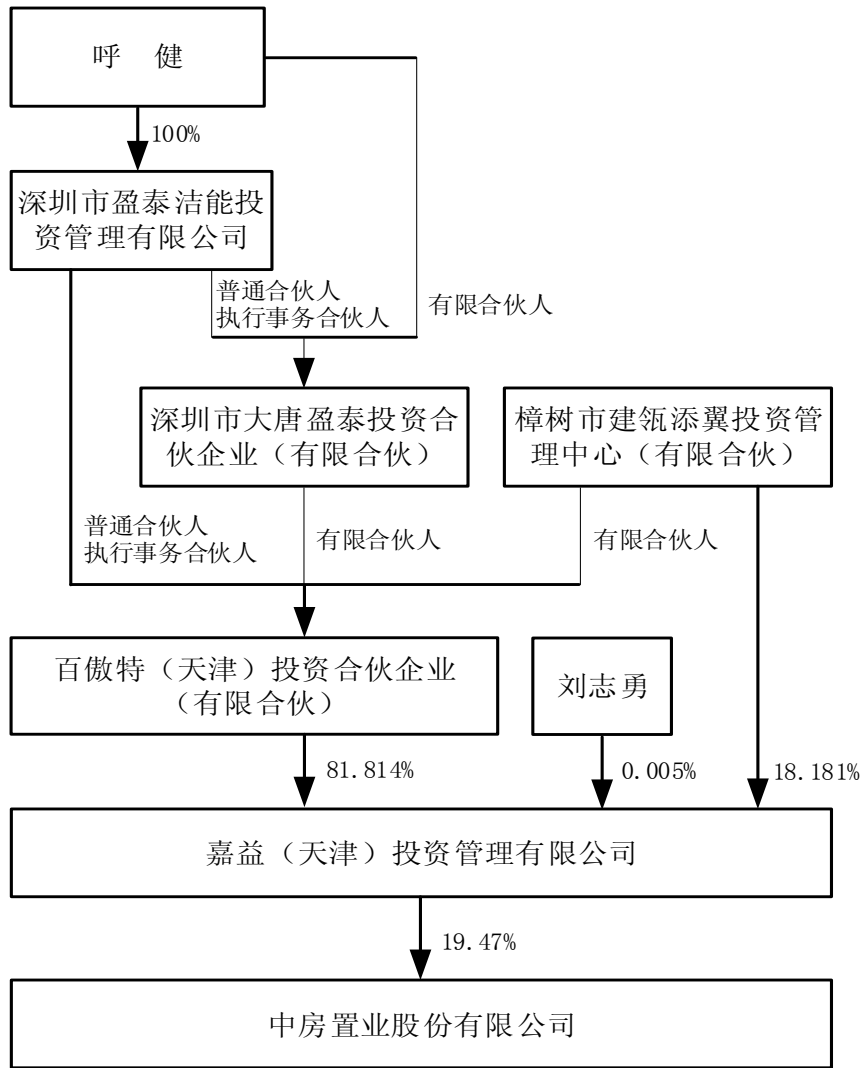 呼　健
100%
深圳市盈泰洁能投
资管理有限公司
普通合伙人
执行事务合伙人
有限合伙人
深圳市大唐盈泰投资合
伙企业（有限合伙）
樟树市建瓴添翼投资管
理中心（有限合伙）
普通合伙人
执行事务合伙人
有限合伙人
有限合伙人
百傲特（天津）投资合伙企业
（有限合伙）
刘志勇
81.814%
0.005%
18.181%
嘉益（天津）投资管理有限公司
19.47%
中房置业股份有限公司